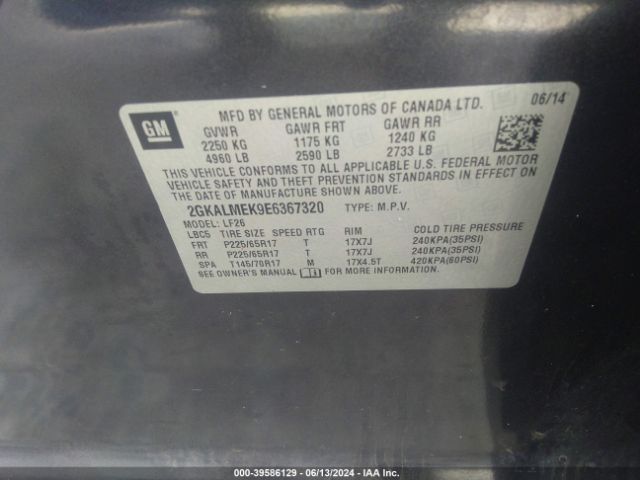 GM
MFD BY GENERAL MOTORS OF CANADA LTD. 06/14
GVWR GAWR FRT GAWR RR
2250 KG 1175 KG 1240 KG
4960 LB 2590 LB 2733 LB
THIS VEHICLE CONFORMS TO ALL APPLICABLE U.S. FEDERAL MOTOR
VEHICLE SAFETY, BUMPER, AND THEFT PREVENTION STANDARDS IN EFFECT ON
THE DATE OF MANUFACTURE SHOWN ABOVE.
2GKALMEK9E6367320 TYPE: M.P.V.
MODEL: LF26
LBC5 TIRE SIZE SPEED RTG RIM COLD TIRE PRESSURE
FRT P225/65R17 T 17X7J 240KPA(35PSI)
RR P225/65R17 T 17X7J 240KPA(35PSI)
SPA T145/70R17 M 17X4.5T 420KPA(60PSI)
SEE OWNER'S MANUAL FOR MORE INFORMATION.
000-39586129 - 06/13/2024 - IAA Inc.